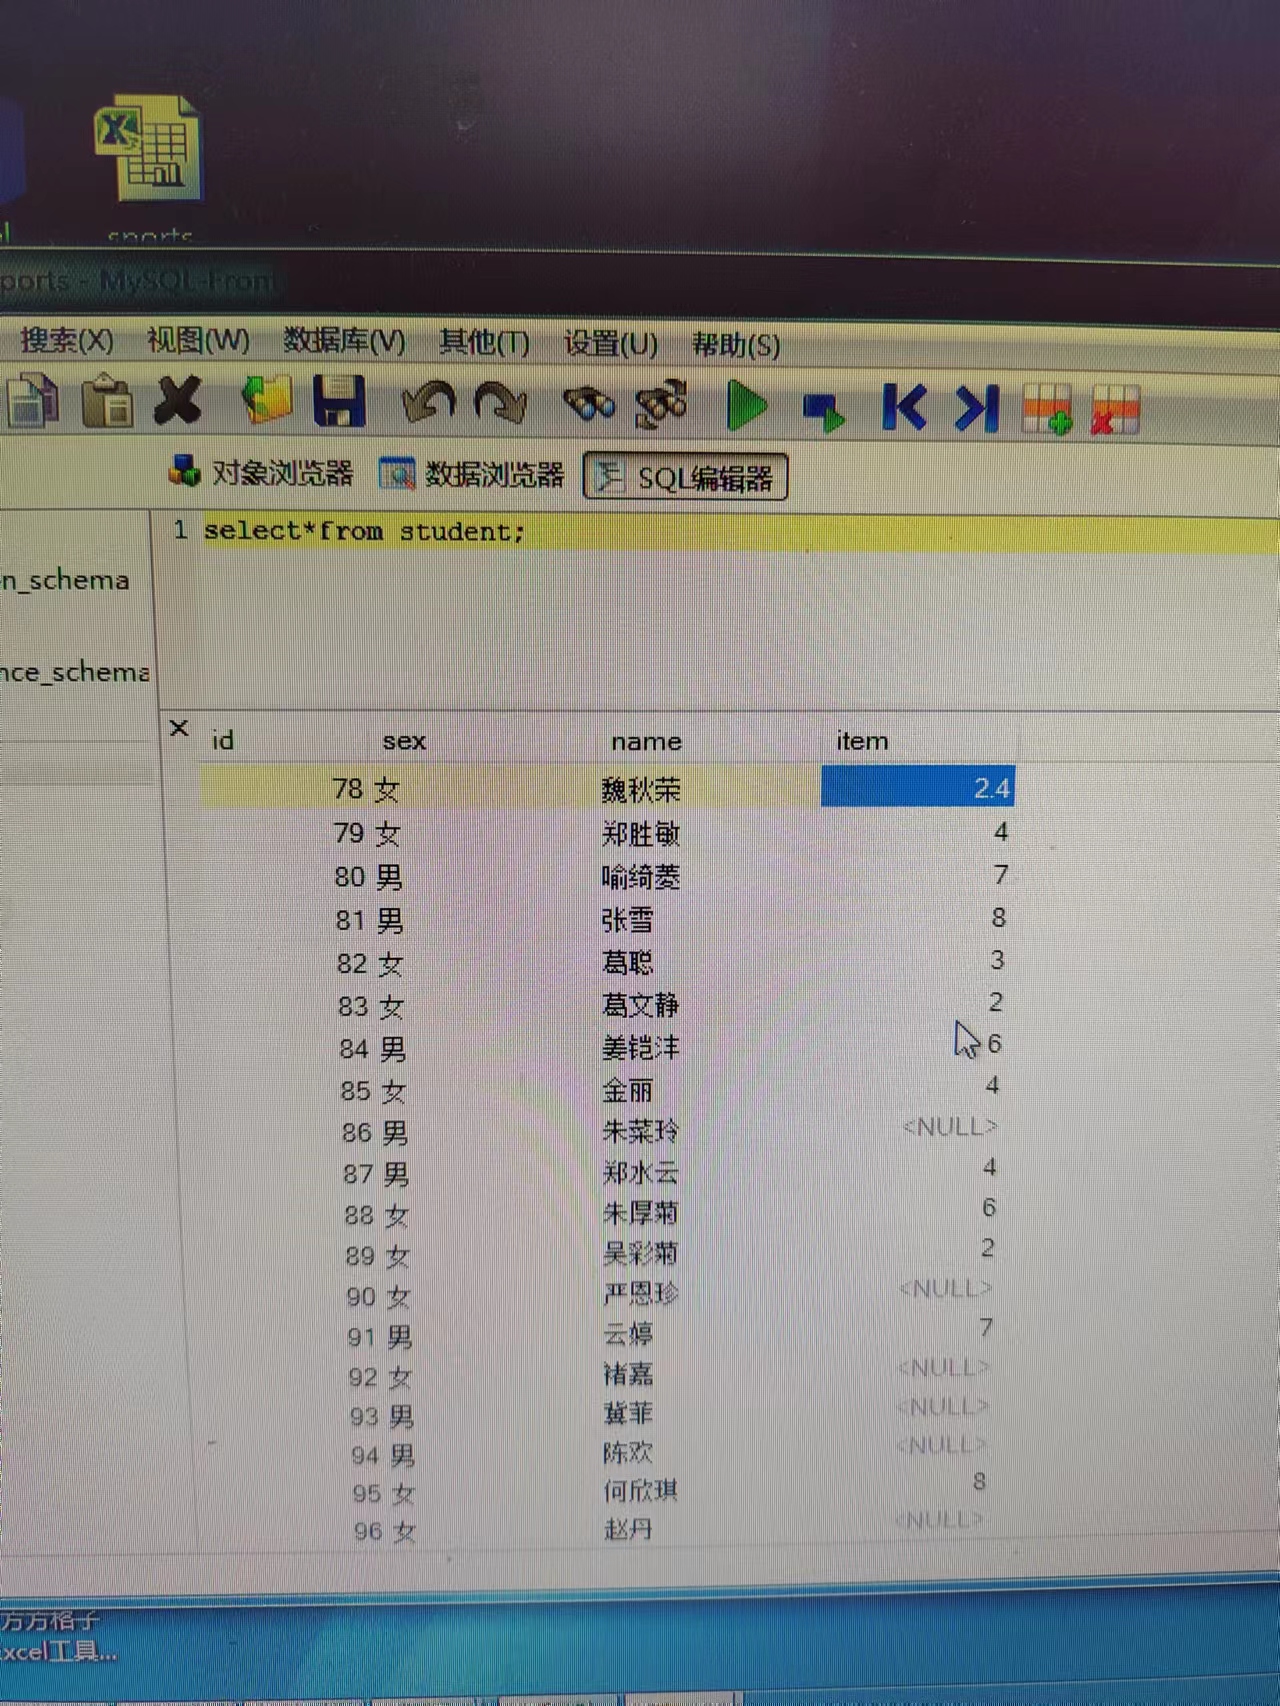 sports
ports - MySQL-Front
搜索(X) 视图(W) 数据库(V) 其他(T) 设置(U) 帮助(S)
对象浏览器 数据浏览器 SQL编辑器
1 select*from student;
n_schema
nce_schema
id sex name item
78 女 魏秋荣 2.4
79 女 郑胜敏 4
80 男 喻绮菱 7
81 男 张雪 8
82 女 葛聪 3
83 女 葛文静 2
84 男 姜铠沣 6
85 女 金丽 4
86 男 朱菜玲 <NULL>
87 男 郑水云 4
88 女 朱厚菊 6
89 女 吴彩菊 2
90 女 严恩珍 <NULL>
91 男 云婷 7
92 女 褚嘉 <NULL>
93 男 冀菲 <NULL>
94 男 陈欢 <NULL>
95 女 何欣琪 8
96 女 赵丹 <NULL>
方方格子
Excel工具...